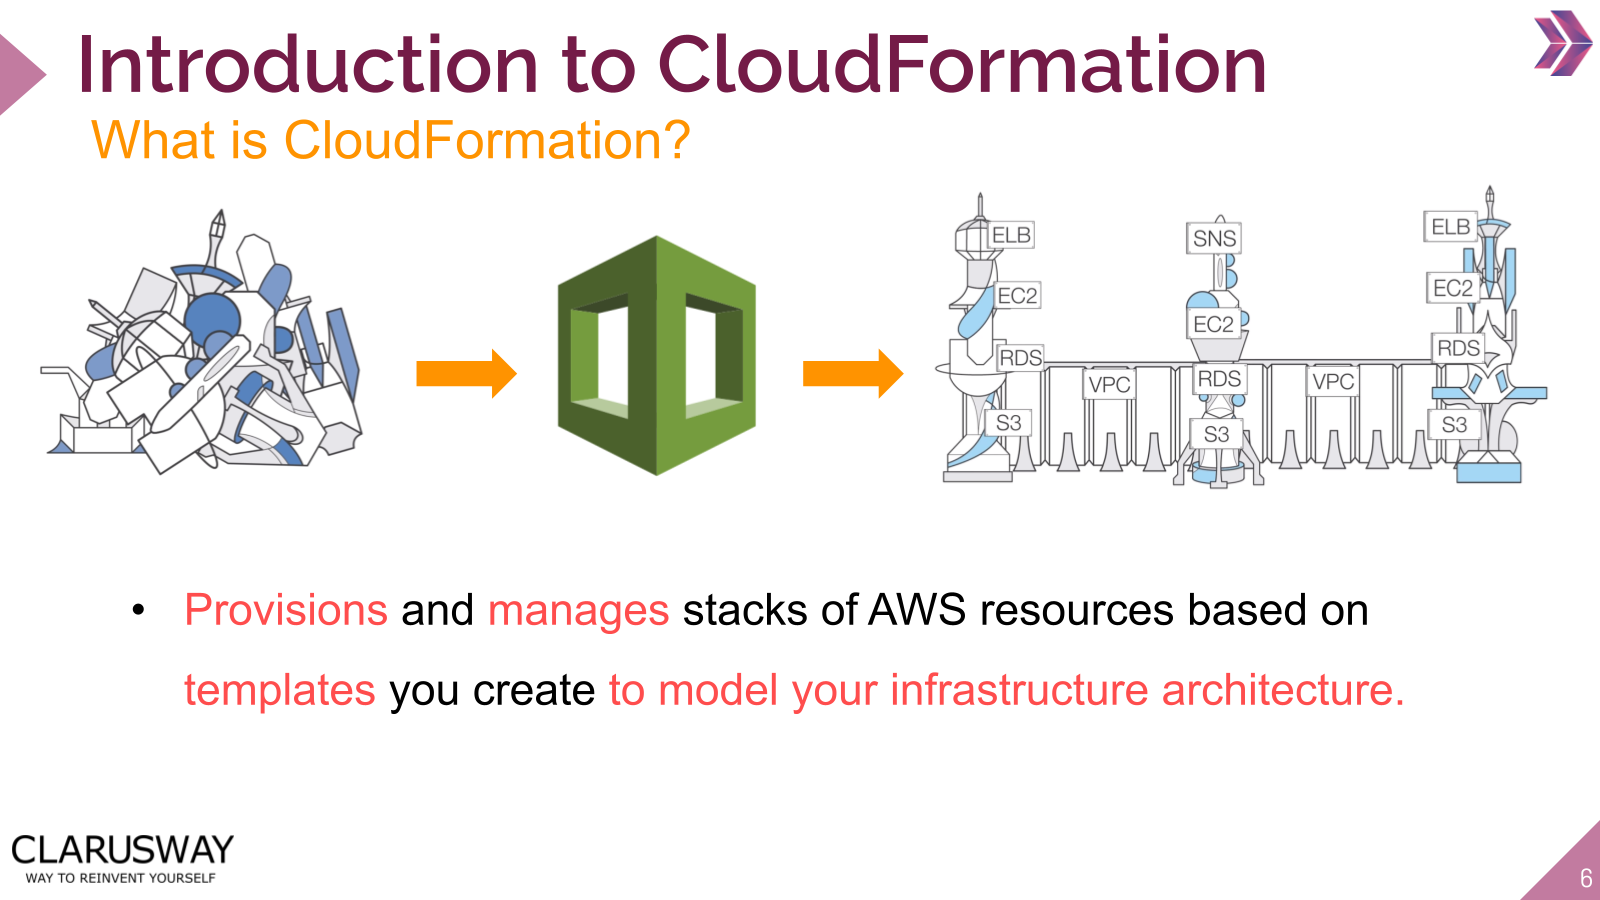 Introduction to CloudFormation
What is CloudFormation?
ELB
EC2
RDS
S3
VPC
SNS
EC2
RDS
S3
VPC
ELB
EC2
RDS
S3
• Provisions and manages stacks of AWS resources based on
templates you create to model your infrastructure architecture.
CLARUSWAY
WAY TO REINVENT YOURSELF
6